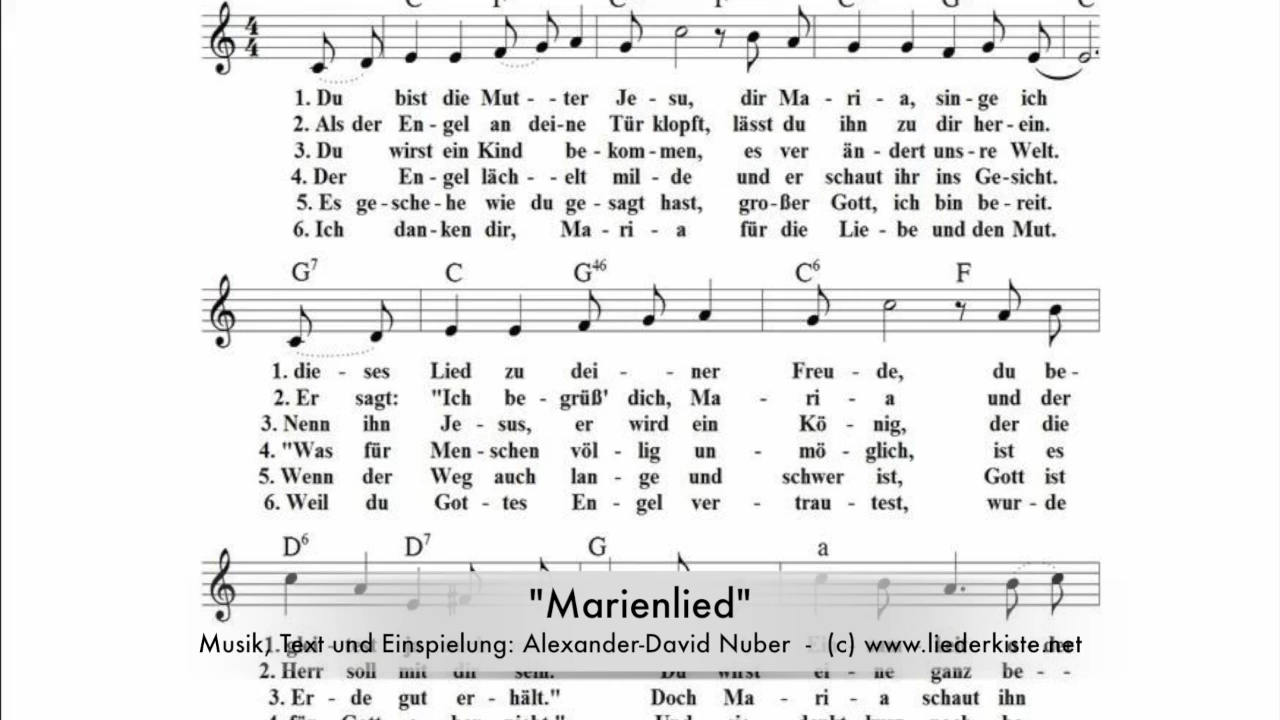 C F C F C G C
1. Du bist die Mut - - ter Je - su, dir Ma - ri - a, sin - ge ich
2. Als der En - gel an dei-ne Tür klopft, lässt du ihn zu dir her - ein.
3. Du wirst ein Kind be - kom - men, es ver än - dert uns - re Welt.
4. Der En - gel läch - - elt mil - de und er schaut ihr ins Ge-sicht.
5. Es ge - sche - he wie du ge - sagt hast, gro-ßer Gott, ich bin be - reit.
6. Ich dan - ken dir, Ma - ri - a für die Lie - be und den Mut.
G7 C G46 C6 F
1. die - ses Lied zu dei - - ner Freu - de, du be -
2. Er sagt: "Ich be - grüß' dich, Ma - ri - a und der
3. Nenn ihn Je - sus, er wird ein Kö - nig, der die
4. "Was für Men - schen völ - lig un - mö - glich, ist es
5. Wenn der Weg auch lan - ge und schwer ist, Gott ist
6. Weil du Got - tes En - gel ver - trau - test, wur - de
D6 D7 G a
"Marienlied"
Musik, Text und Einspielung: Alexander-David Nuber - (c) www.liederkiste.net
2. Herr soll mit dir sein. Du wirst ei - ne ganz be - -
3. Er - de gut er - hält." Doch Ma - ri - a schaut ihn